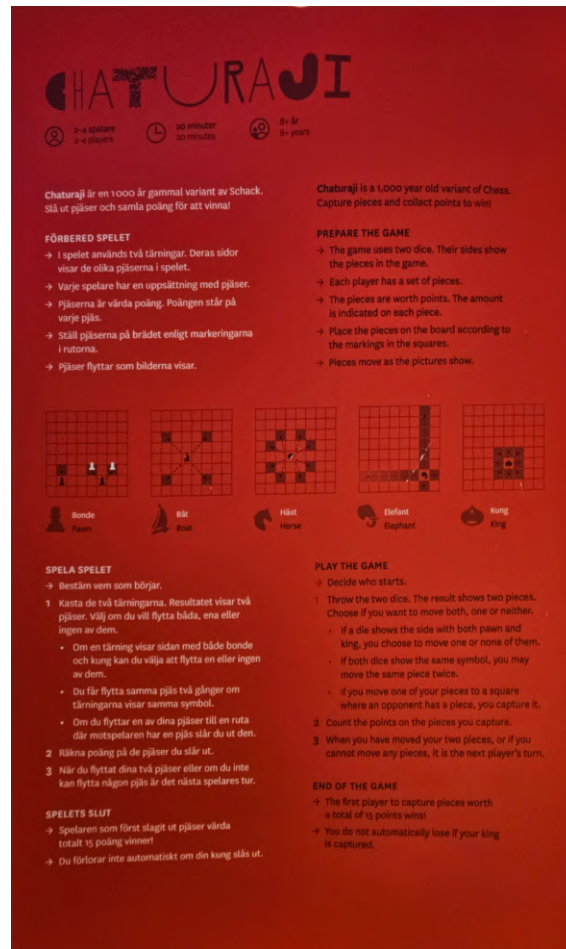 CHATURAJI
2–4 spelare
2–4 players
20 minuter
20 minutes
8+ år
8+ years
Chaturaji är en 1000 år gammal variant av Schack.
Slå ut pjäser och samla poäng för att vinna!
FÖRBERED SPELET
→ I spelet används två tärningar. Deras sidor
visar de olika pjäserna i spelet.
→ Varje spelare har en uppsättning med pjäser.
→ Pjäserna är värda poäng. Poängen står på
varje pjäs.
→ Ställ pjäserna på brädet enligt markeringarna
i rutorna.
→ Pjäser flyttar som bilderna visar.
Chaturaji is a 1,000 year old variant of Chess.
Capture pieces and collect points to win!
PREPARE THE GAME
→ The game uses two dice. Their sides show
the pieces in the game.
→ Each player has a set of pieces.
→ The pieces are worth points. The amount
is indicated on each piece.
→ Place the pieces on the board according to
the markings in the squares.
→ Pieces move as the pictures show.
Bonde
Pawn
Båt
Boat
Häst
Horse
Elefant
Elephant
Kung
King
SPELA SPELET
→ Bestäm vem som börjar.
1 Kasta de två tärningarna. Resultatet visar två
pjäser. Välj om du vill flytta båda, ena eller
ingen av dem.
• Om en tärning visar sidan med både bonde
och kung kan du välja att flytta en eller ingen
av dem.
• Du får flytta samma pjäs två gånger om
tärningarna visar samma symbol.
• Om du flyttar en av dina pjäser till en ruta
där motspelaren har en pjäs slår du ut den.
2 Räkna poäng på de pjäser du slår ut.
3 När du flyttat dina två pjäser eller om du inte
kan flytta någon pjäs är det nästa spelares tur.
SPELETS SLUT
→ Spelaren som först slagit ut pjäser värda
totalt 15 poäng vinner!
→ Du förlorar inte automatiskt om din kung slås ut.
PLAY THE GAME
→ Decide who starts.
1 Throw the two dice. The result shows two pieces.
Choose if you want to move both, one or neither.
• If a die shows the side with both pawn and
king, you choose to move one or none of them.
• If both dice show the same symbol, you may
move the same piece twice.
• If you move one of your pieces to a square
where an opponent has a piece, you capture it.
2 Count the points on the pieces you capture.
3 When you have moved your two pieces, or if you
cannot move any pieces, it is the next player's turn.
END OF THE GAME
→ The first player to capture pieces worth
a total of 15 points wins!
→ You do not automatically lose if your king
is captured.